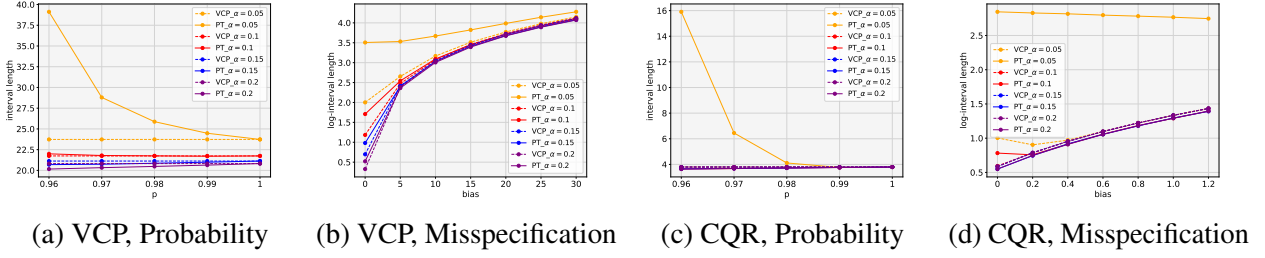 40.0
37.5
35.0
32.5
30.0
27.5
25.0
22.5
20.0
interval length
0.96 0.97 0.98 0.99 1
p
VCP_α = 0.05
PT_α = 0.05
VCP_α = 0.1
PT_α = 0.1
VCP_α = 0.15
PT_α = 0.15
VCP_α = 0.2
PT_α = 0.2
(a) VCP, Probability
4.0
3.5
3.0
2.5
2.0
1.5
1.0
0.5
log-interval length
0 5 10 15 20 25 30
bias
VCP_α = 0.05
PT_α = 0.05
VCP_α = 0.1
PT_α = 0.1
VCP_α = 0.15
PT_α = 0.15
VCP_α = 0.2
PT_α = 0.2
(b) VCP, Misspecification
16
14
12
10
8
6
4
interval length
0.96 0.97 0.98 0.99 1
p
VCP_α = 0.05
PT_α = 0.05
VCP_α = 0.1
PT_α = 0.1
VCP_α = 0.15
PT_α = 0.15
VCP_α = 0.2
PT_α = 0.2
(c) CQR, Probability
2.5
2.0
1.5
1.0
0.5
log-interval length
0 0.2 0.4 0.6 0.8 1.0 1.2
bias
VCP_α = 0.05
PT_α = 0.05
VCP_α = 0.1
PT_α = 0.1
VCP_α = 0.15
PT_α = 0.15
VCP_α = 0.2
PT_α = 0.2
(d) CQR, Misspecification